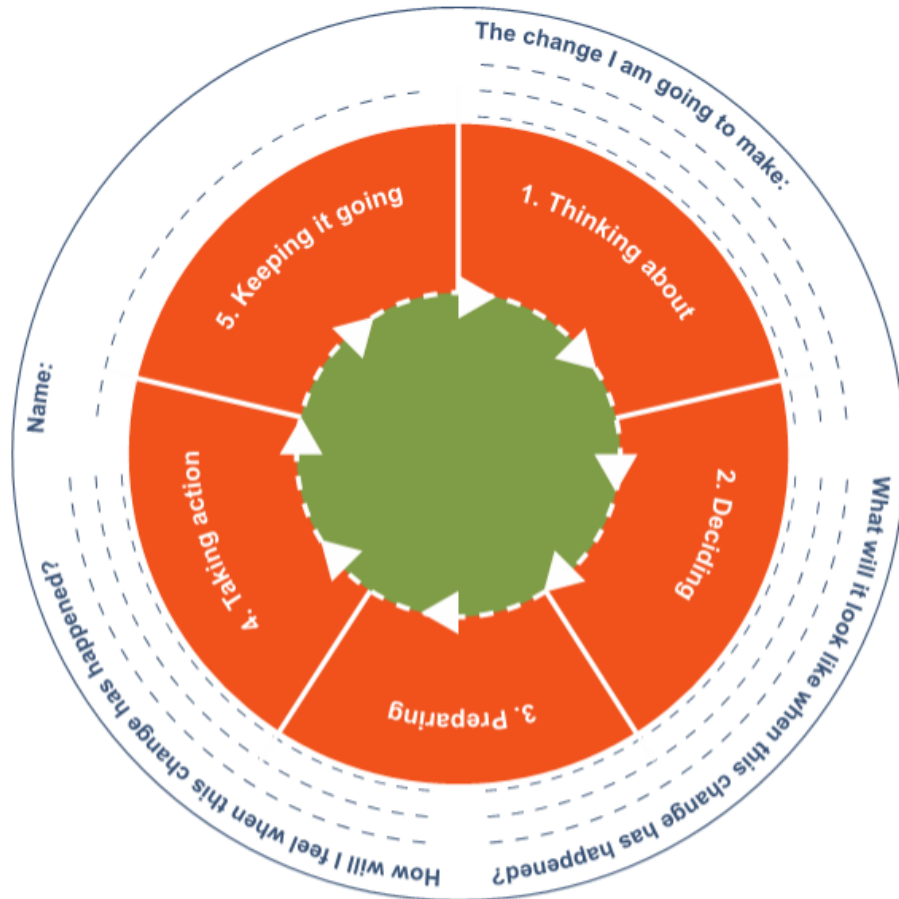 The change I am going to make:
1. Thinking about
2. Deciding
What will it look like when this change has happened?
3. Preparing
How will I feel when this change has happened?
4. Taking action
Name:
5. Keeping it going